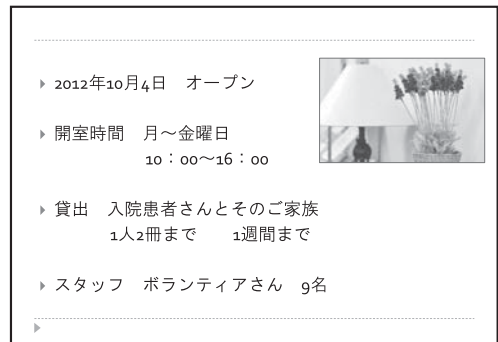 2012年10月4日　オープン
開室時間　月～金曜日
10：00～16：00
貸出　入院患者さんとそのご家族
1人2冊まで　　1週間まで
スタッフ　ボランティアさん　9名